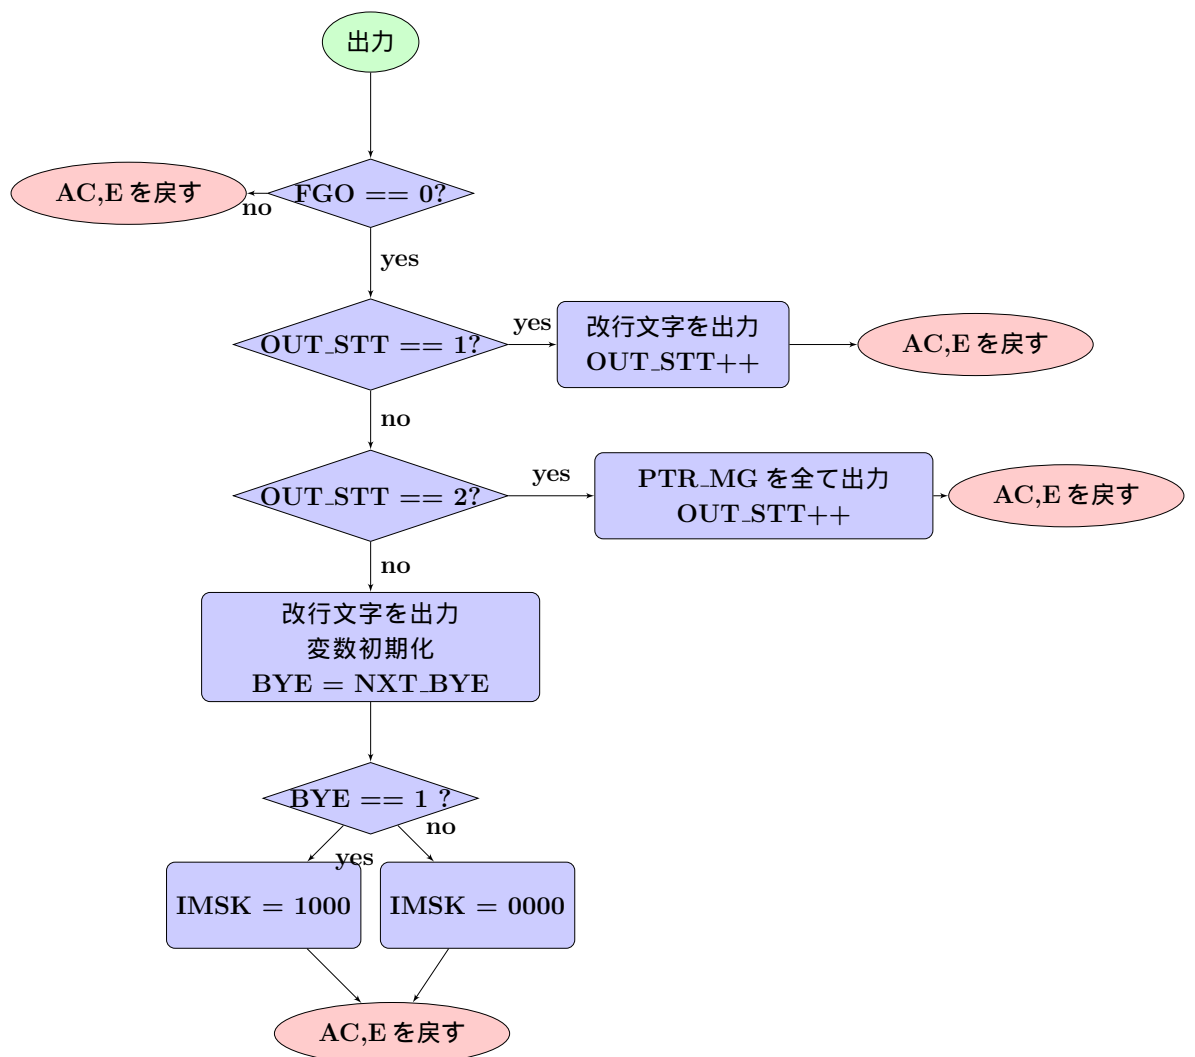 出力
AC,E を戻す
no
FGO == 0?
yes
OUT_STT == 1?
yes
改行文字を出力
OUT_STT++
AC,E を戻す
no
OUT_STT == 2?
yes
PTR_MG を全て出力
OUT_STT++
AC,E を戻す
no
改行文字を出力
変数初期化
BYE = NXT_BYE
BYE == 1 ?
no
yes
IMSK = 1000
IMSK = 0000
AC,E を戻す